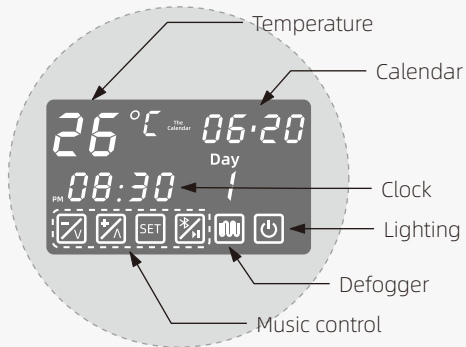 Temperature
Calendar
26 °C The Calendar 06·20
Day
PM 08:30 1
Clock
−/∨ +/∧ SET
Lighting
Defogger
Music control